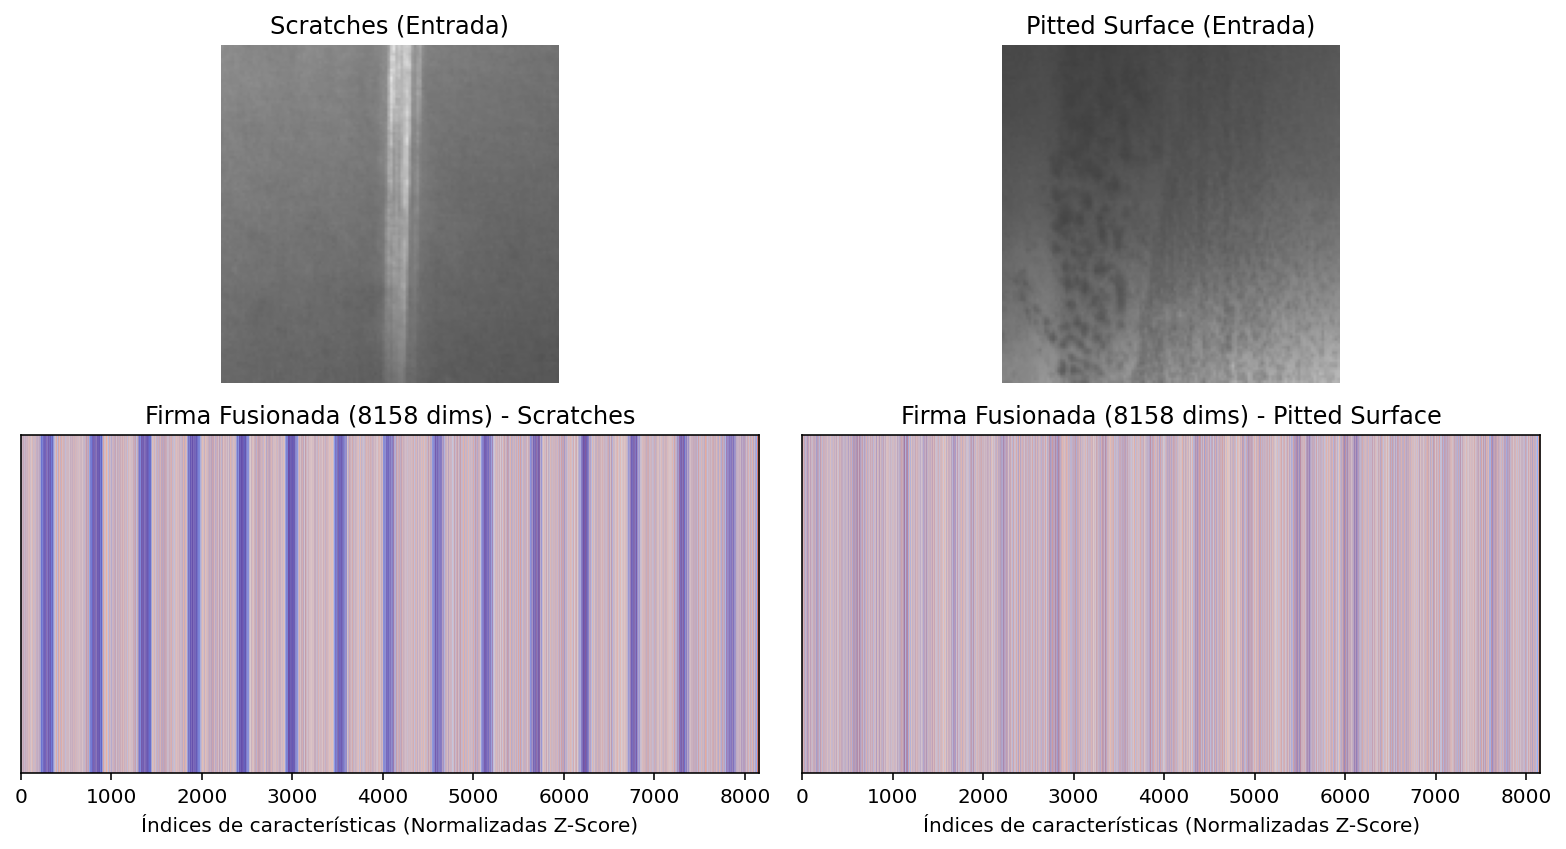 Scratches (Entrada)
Pitted Surface (Entrada)
Firma Fusionada (8158 dims) - Scratches
Firma Fusionada (8158 dims) - Pitted Surface
0 1000 2000 3000 4000 5000 6000 7000 8000
0 1000 2000 3000 4000 5000 6000 7000 8000
Índices de características (Normalizadas Z-Score)
Índices de características (Normalizadas Z-Score)